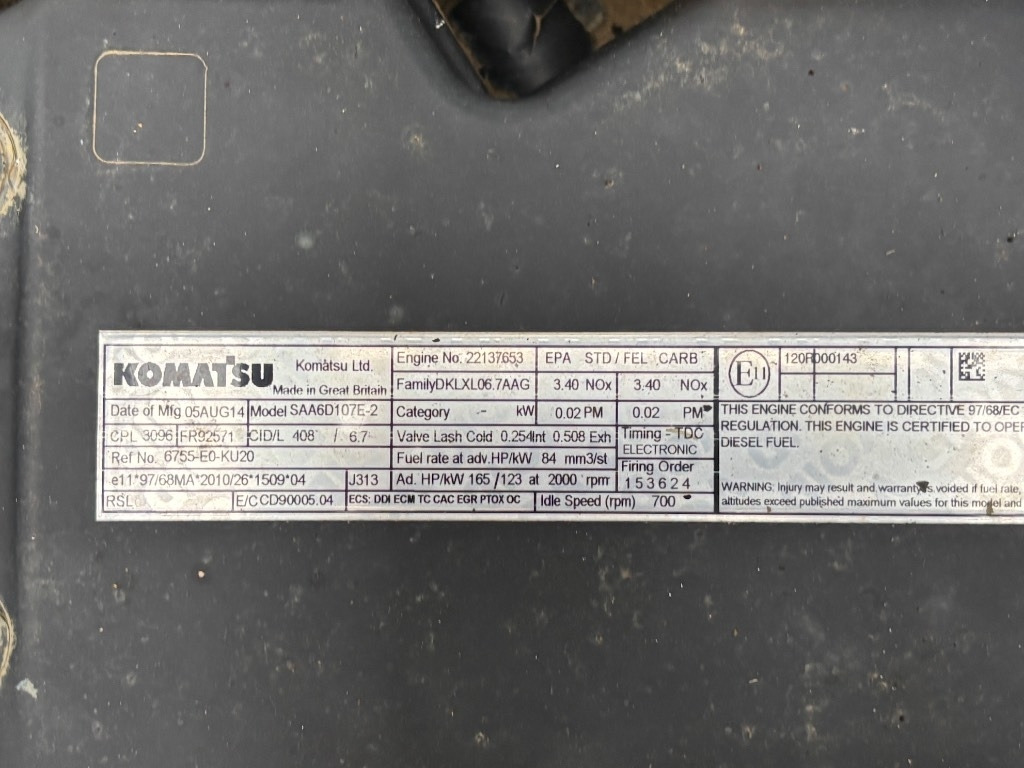 KOMATSU Komatsu Ltd.
Made in Great Britain
Date of Mfg 05AUG14 Model SAA6D107E-2
CPL 3096 FR92571 CID/L 408 / 6.7
Ref No. 6755-E0-KU20
e11*97/68MA*2010/26*1509*04 J313
RSL E/C CD90005.04
Engine No. 22137653
Family DKLXL06.7AAG
Category - kW
Valve Lash Cold 0.254Int 0.508 Exh
Fuel rate at adv.HP/kW 84 mm3/st
Ad. HP/kW 165 / 123 at 2000 rpm
ECS: DDI ECM TC CAC EGR PTOX OC
Idle Speed (rpm) 700
EPA STD / FEL CARB
3.40 NOx 3.40 NOx
0.02 PM 0.02 PM
Timing - TDC
ELECTRONIC
Firing Order
1 5 3 6 2 4
E11
120R000143
THIS ENGINE CONFORMS TO DIRECTIVE 97/68/EC
REGULATION. THIS ENGINE IS CERTIFIED TO OPER
DIESEL FUEL.
WARNING: Injury may result and warranty is voided if fuel rate,
altitudes exceed published maximum values for this model and